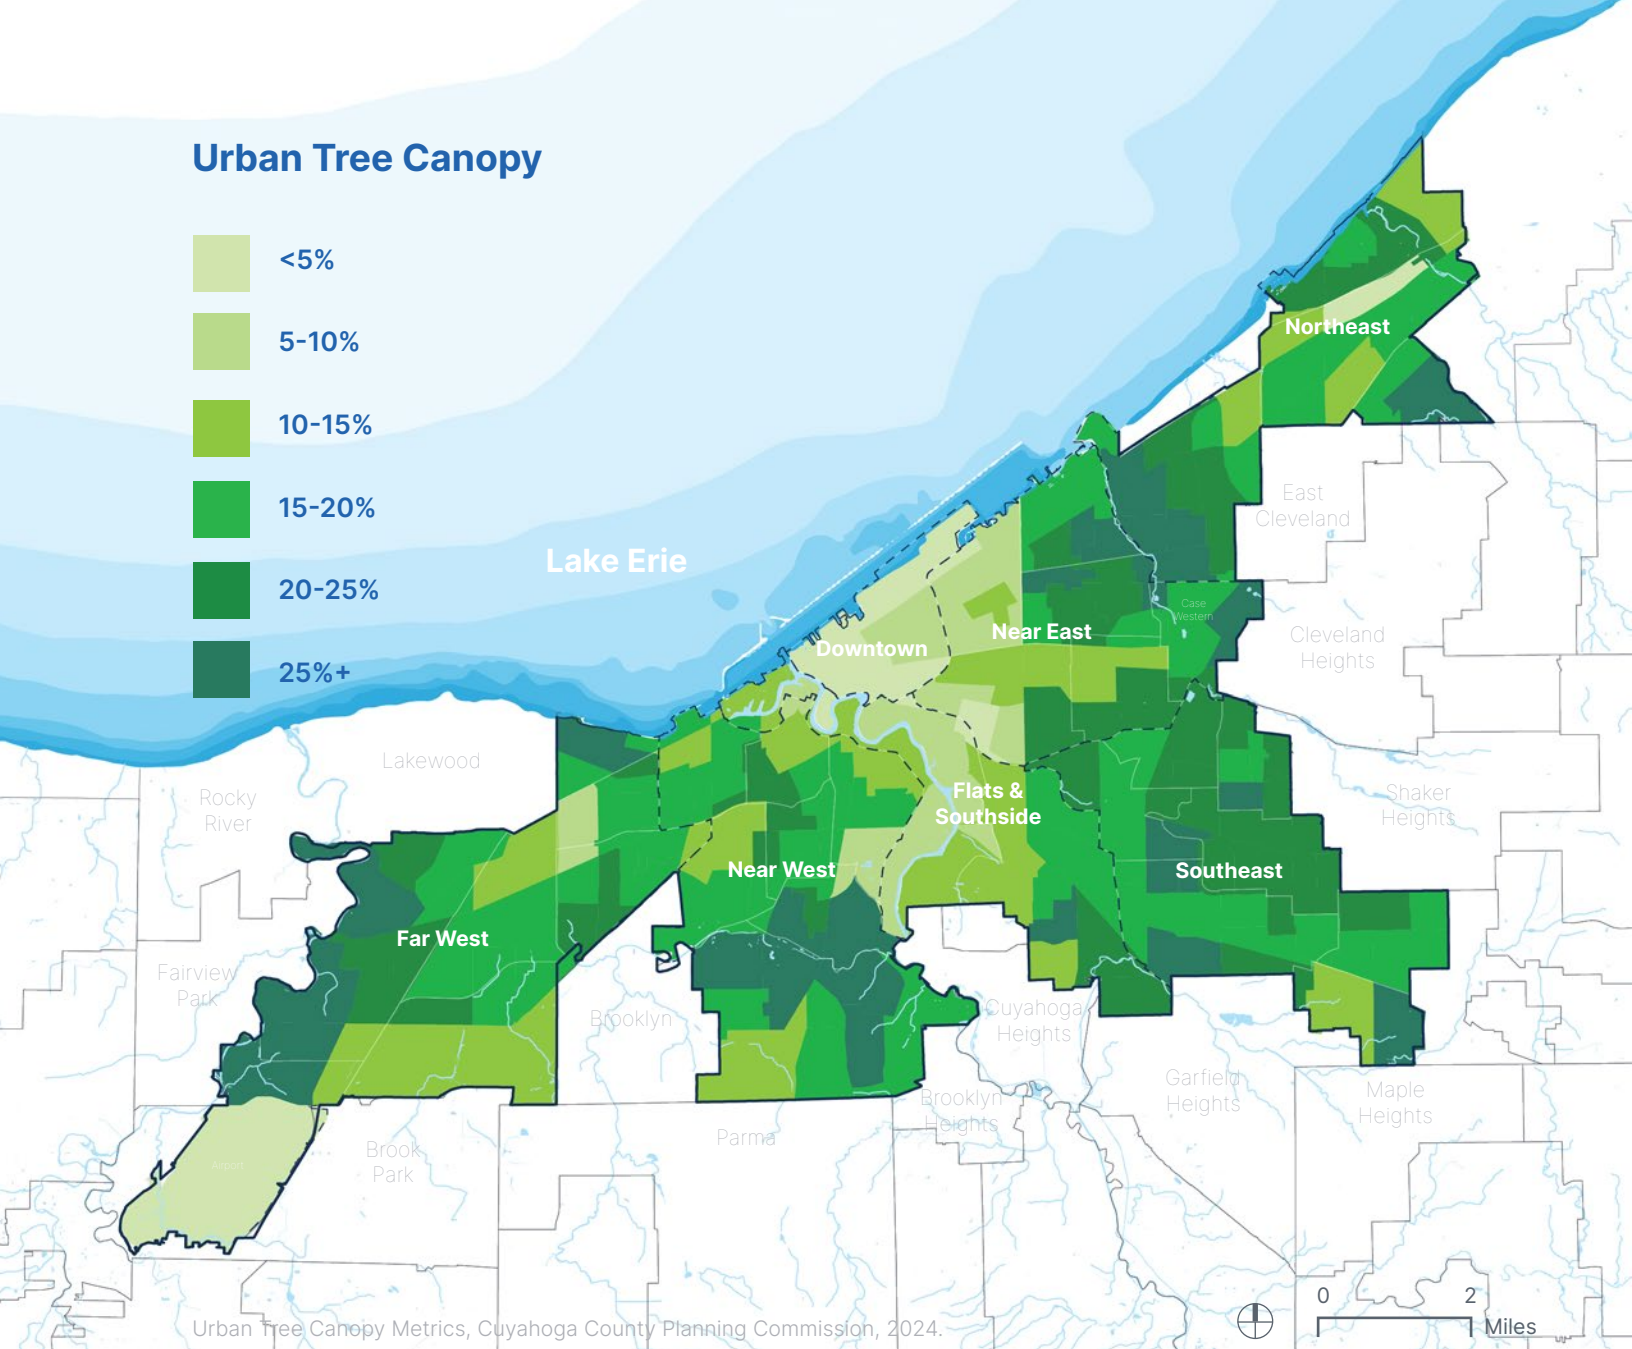 Urban Tree Canopy
<5%
5-10%
10-15%
15-20%
20-25%
25%+
Lake Erie
Northeast
East
Cleveland
Case
Western
Cleveland
Heights
Near East
Downtown
Lakewood
Rocky
River
Flats &
Southside
Shaker
Heights
Near West
Southeast
Far West
Fairview
Park
Brooklyn
Cuyahoga
Heights
Garfield
Heights
Maple
Heights
Brooklyn
Heights
Parma
Brook
Park
Airport
0 2
Miles
Urban Tree Canopy Metrics, Cuyahoga County Planning Commission, 2024.